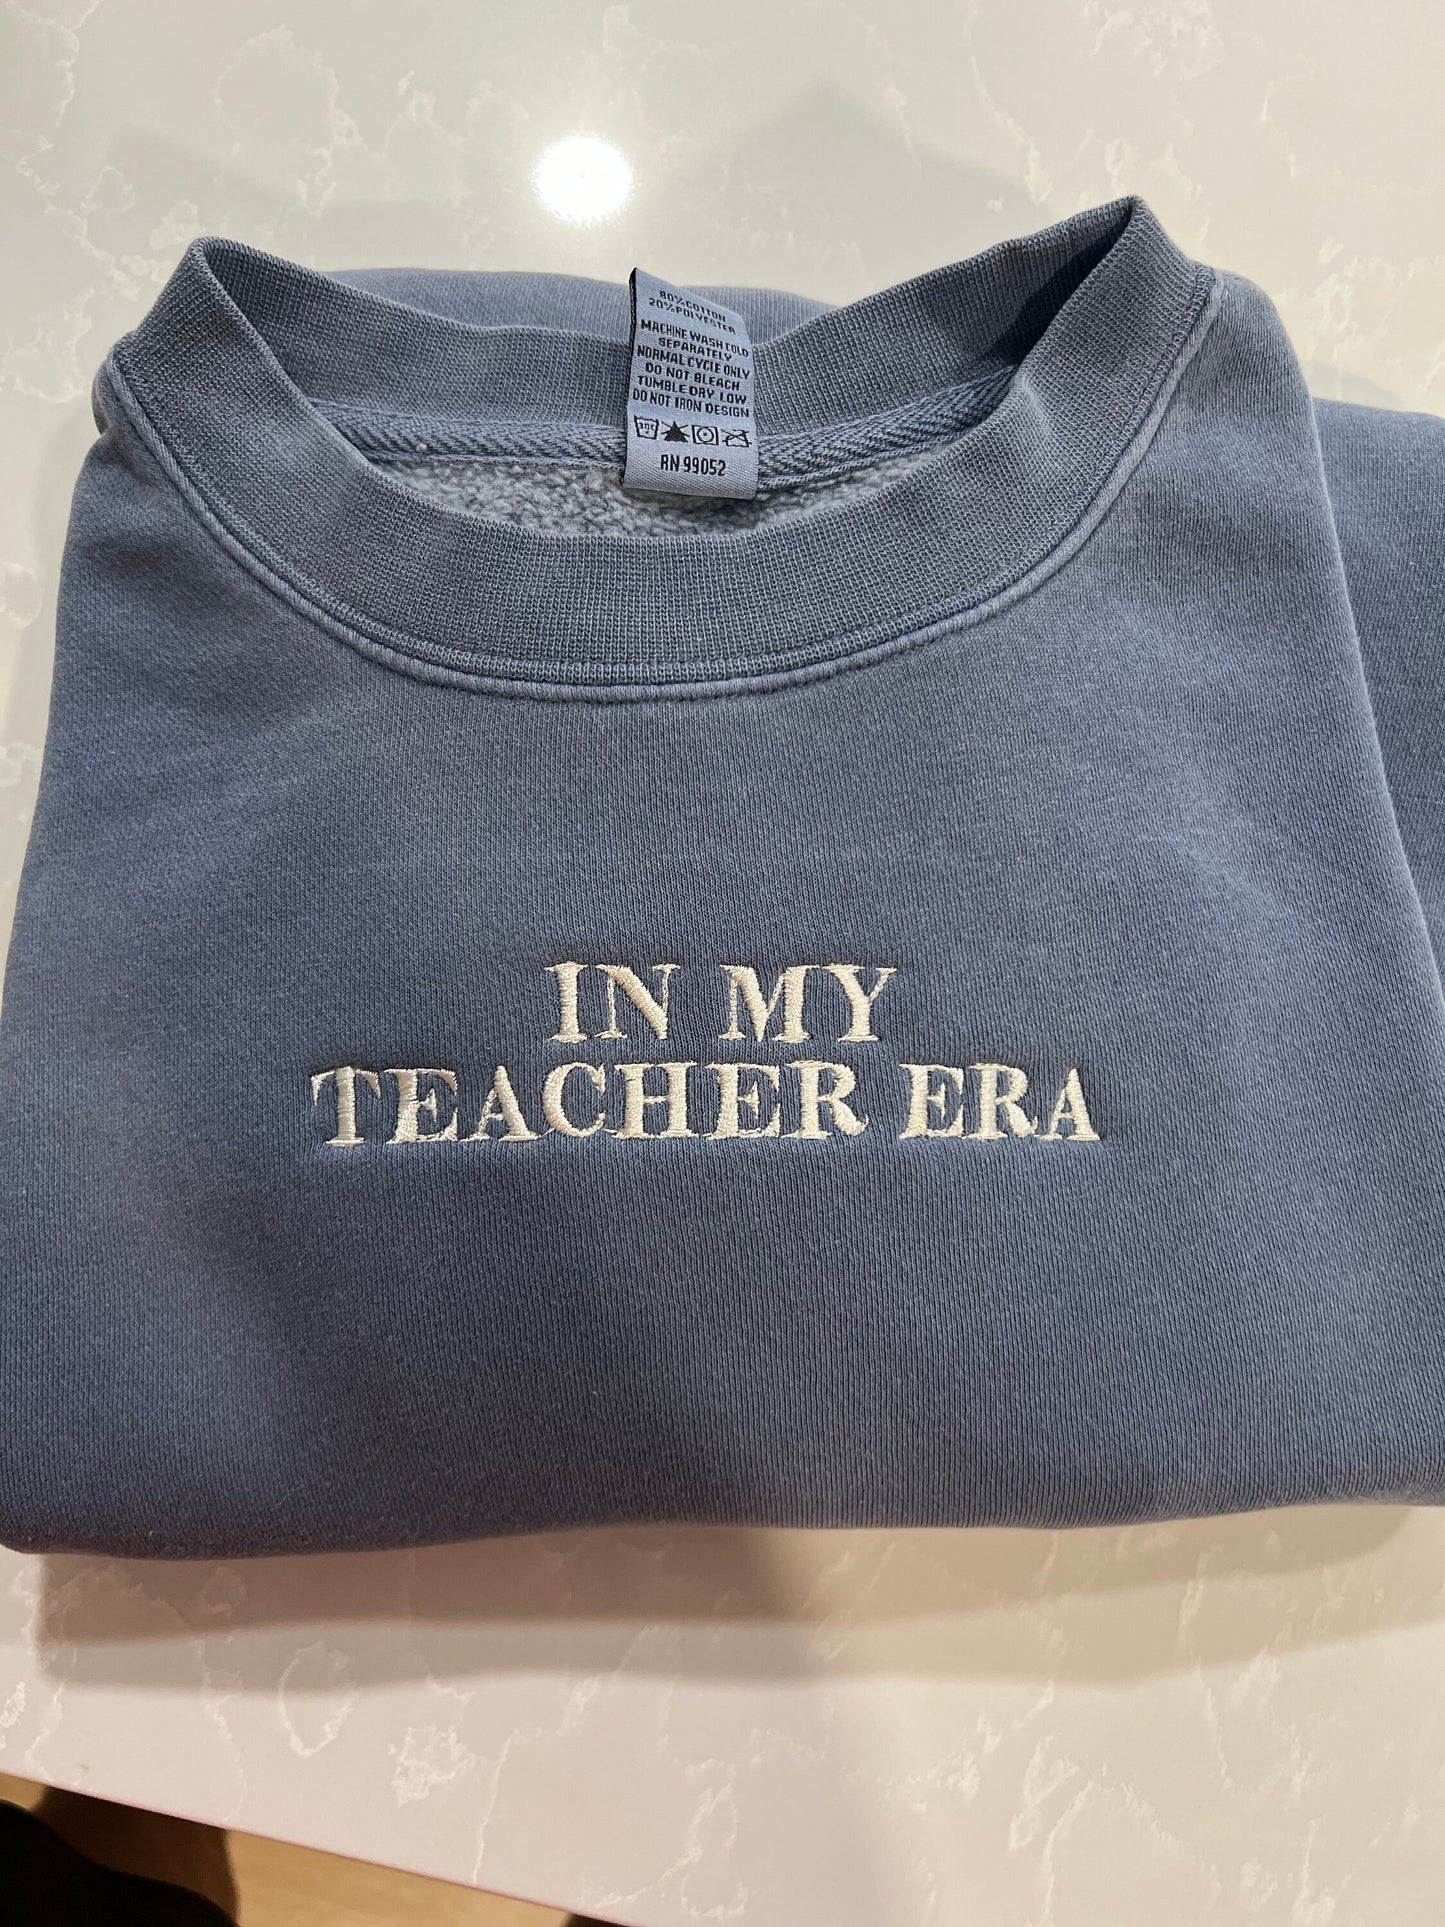 80%COTTON
20%POLYESTER
MACHINE WASH COLD
SEPARATELY
NORMAL CYCLE ONLY
DO NOT BLEACH
TUMBLE DRY LOW
DO NOT IRON DESIGN
30C
RN 99052
IN MY
TEACHER ERA